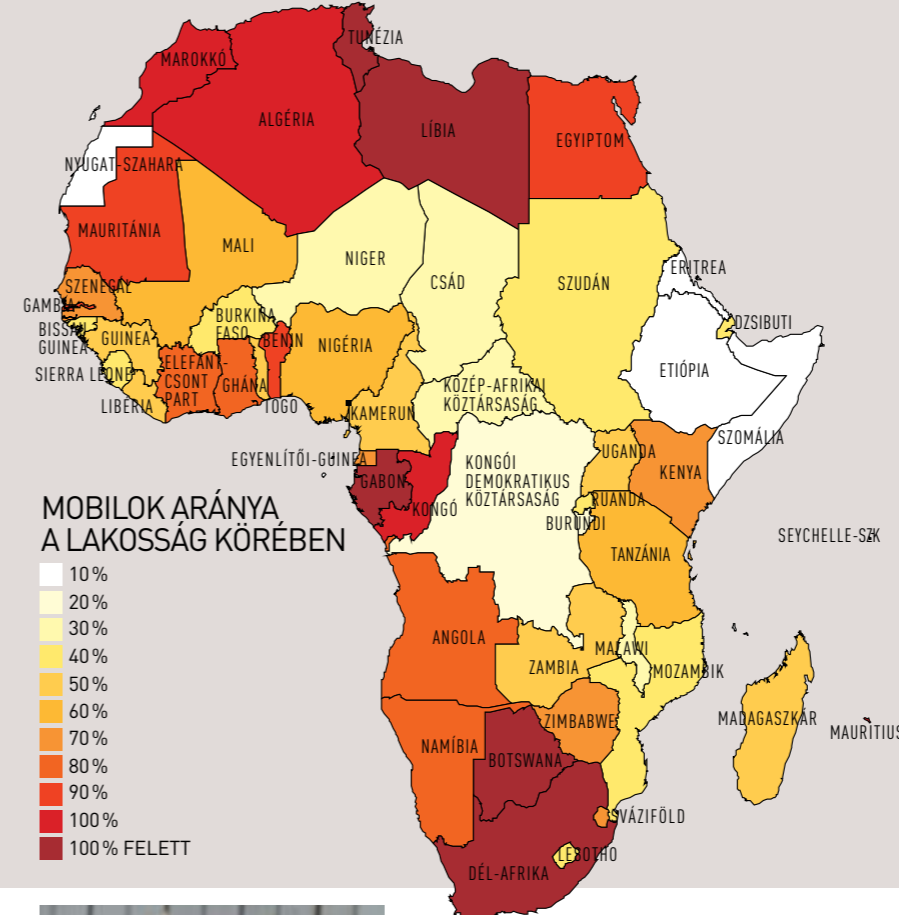 TUNÉZIA
MAROKKÓ
ALGÉRIA
LÍBIA
EGYIPTOM
NYUGAT-SZAHARA
MAURITÁNIA
MALI
NIGER
CSÁD
SZUDÁN
ERITREA
SZENEGÁL
GAMBIA
BISSAU
GUINEA
GUINEA
BURKINA
FASO
BENIN
NIGÉRIA
DZSIBUTI
ETIÓPIA
SIERRA LEONE
ELEFÁNT-
CSONT
PART
GHÁNA
LIBÉRIA
TOGO
KAMERUN
KÖZÉP-AFRIKAI
KÖZTÁRSASÁG
SZOMÁLIA
EGYENLÍTŐI-GUINEA
GABON
KONGÓ
KONGÓI
DEMOKRATIKUS
KÖZTÁRSASÁG
UGANDA
KENYA
RUANDA
BURUNDI
TANZÁNIA
SEYCHELLE-SZK
MOBILOK ARÁNYA
A LAKOSSÁG KÖRÉBEN
10 %
20 %
30 %
40 %
50 %
60 %
70 %
80 %
90 %
100 %
100 % FELETT
ANGOLA
ZAMBIA
MALAWI
MOZAMBIK
MADAGASZKÁR
MAURITIUS
NAMÍBIA
ZIMBABWE
BOTSWANA
SVÁZIFÖLD
LESOTHO
DÉL-AFRIKA